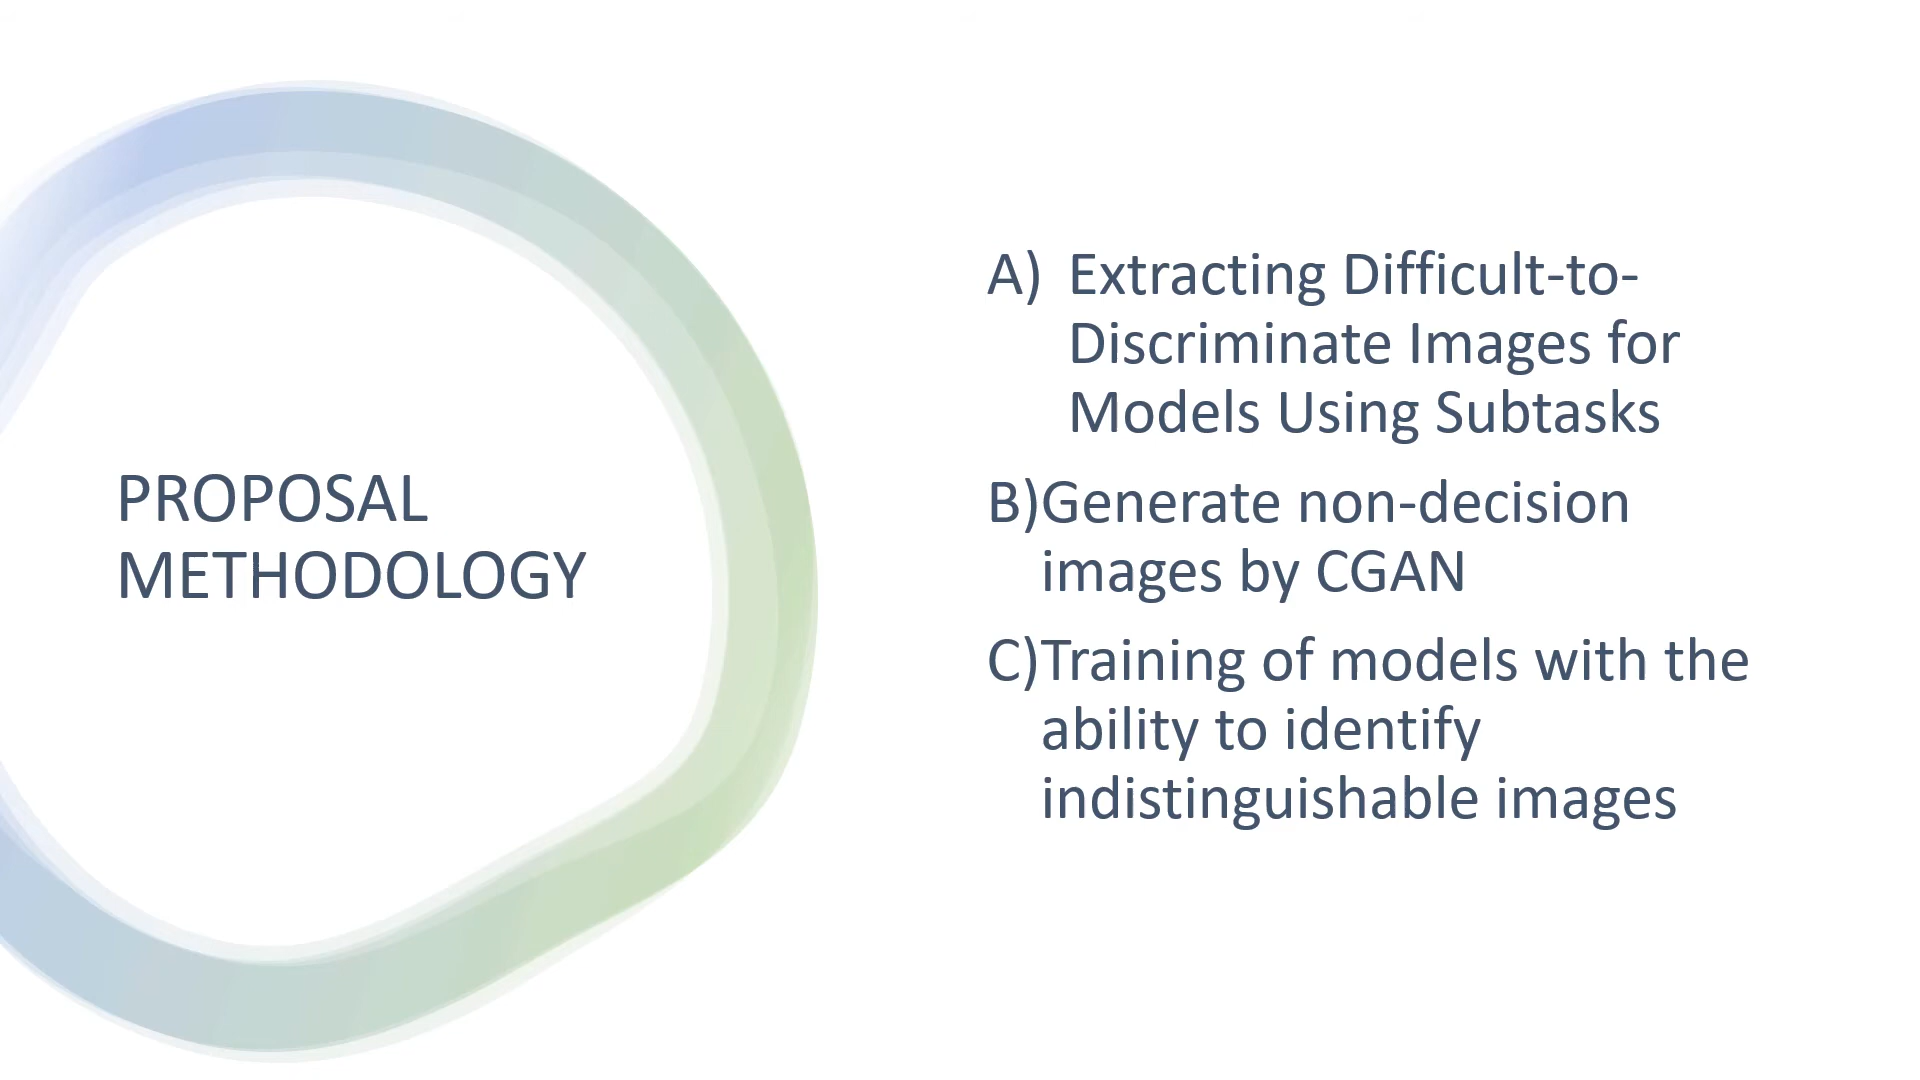 PROPOSAL
METHODOLOGY
A) Extracting Difficult-to-
Discriminate Images for
Models Using Subtasks
B)Generate non-decision
images by CGAN
C)Training of models with the
ability to identify
indistinguishable images